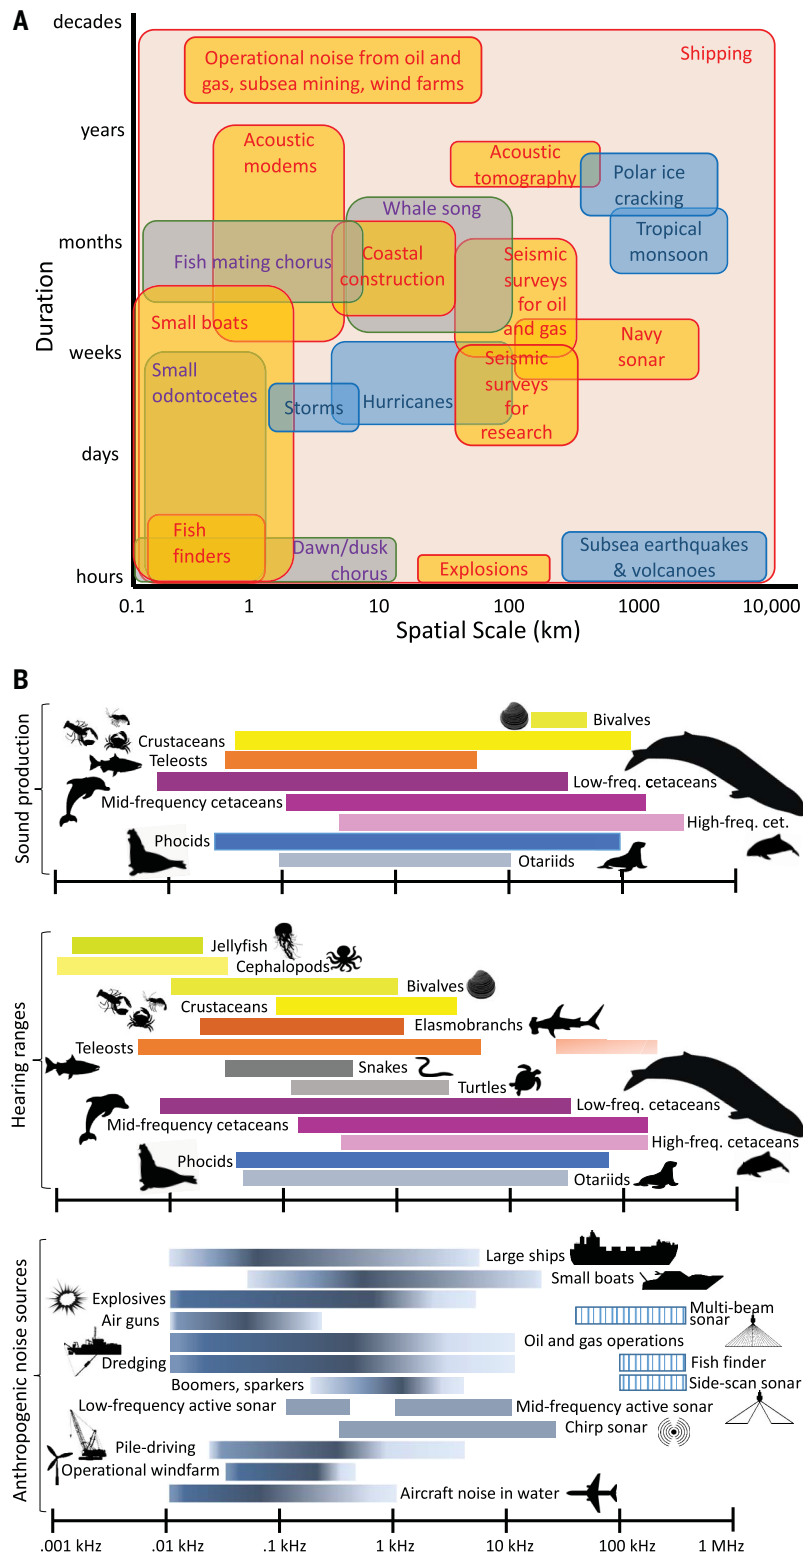 A
decades
years
months
weeks
days
hours
Duration
Operational noise from oil and
gas, subsea mining, wind farms
Shipping
Acoustic
modems
Acoustic
tomography
Polar ice
cracking
Whale song
Tropical
monsoon
Fish mating chorus
Coastal
construction
Seismic
surveys
for oil
and gas
Small boats
Navy
sonar
Small
odontocetes
Storms
Hurricanes
Seismic
surveys
for
research
Fish
finders
Dawn/dusk
chorus
Explosions
Subsea earthquakes
& volcanoes
0.1 1 10 100 1000 10,000
Spatial Scale (km)
B
Sound production
Bivalves
Crustaceans
Teleosts
Low-freq. cetaceans
Mid-frequency cetaceans
High-freq. cet.
Phocids
Otariids
Hearing ranges
Jellyfish
Cephalopods
Bivalves
Crustaceans
Elasmobranchs
Teleosts
Snakes
Turtles
Low-freq. cetaceans
Mid-frequency cetaceans
High-freq. cetaceans
Phocids
Otariids
Anthropogenic noise sources
Large ships
Small boats
Explosives
Multi-beam
sonar
Air guns
Oil and gas operations
Dredging
Fish finder
Boomers, sparkers
Side-scan sonar
Low-frequency active sonar
Mid-frequency active sonar
Chirp sonar
Pile-driving
Operational windfarm
Aircraft noise in water
.001 kHz .01 kHz .1 kHz 1 kHz 10 kHz 100 kHz 1 MHz